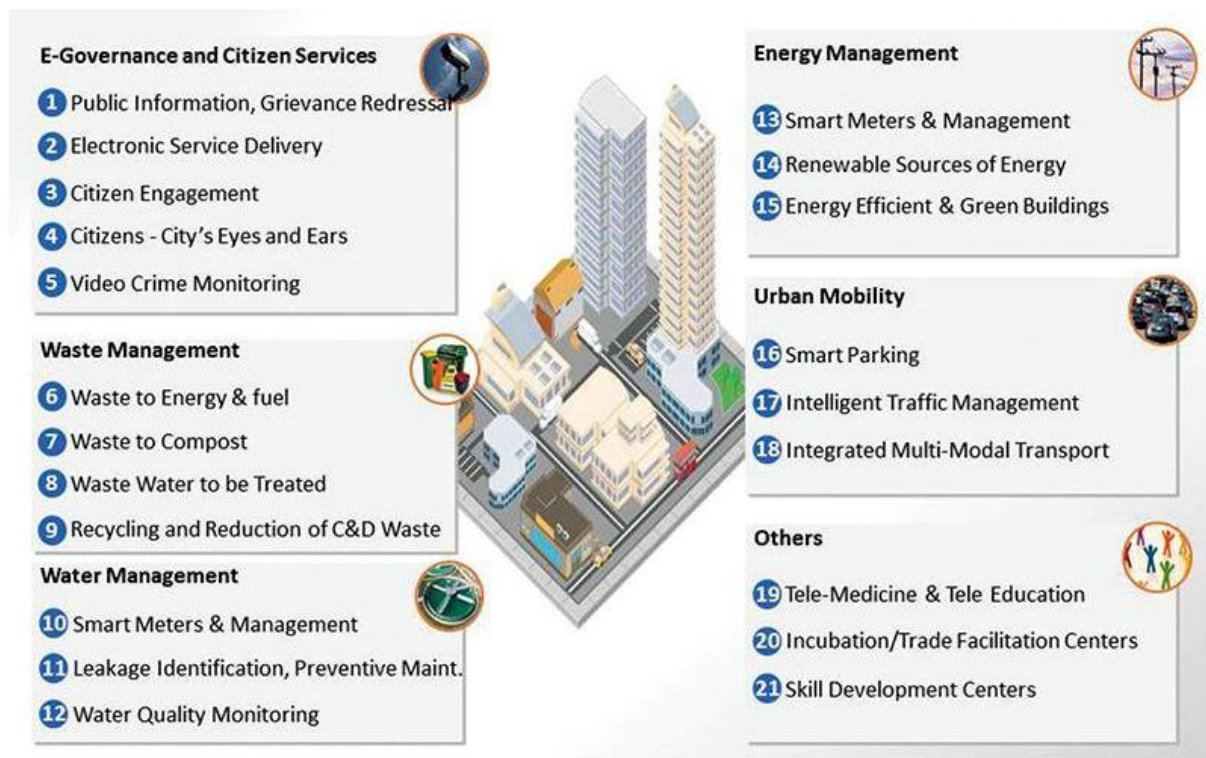 E-Governance and Citizen Services
1 Public Information, Grievance Redressal
2 Electronic Service Delivery
3 Citizen Engagement
4 Citizens - City's Eyes and Ears
5 Video Crime Monitoring
Waste Management
6 Waste to Energy & fuel
7 Waste to Compost
8 Waste Water to be Treated
9 Recycling and Reduction of C&D Waste
Water Management
10 Smart Meters & Management
11 Leakage Identification, Preventive Maint.
12 Water Quality Monitoring
Energy Management
13 Smart Meters & Management
14 Renewable Sources of Energy
15 Energy Efficient & Green Buildings
Urban Mobility
16 Smart Parking
17 Intelligent Traffic Management
18 Integrated Multi-Modal Transport
Others
19 Tele-Medicine & Tele Education
20 Incubation/Trade Facilitation Centers
21 Skill Development Centers